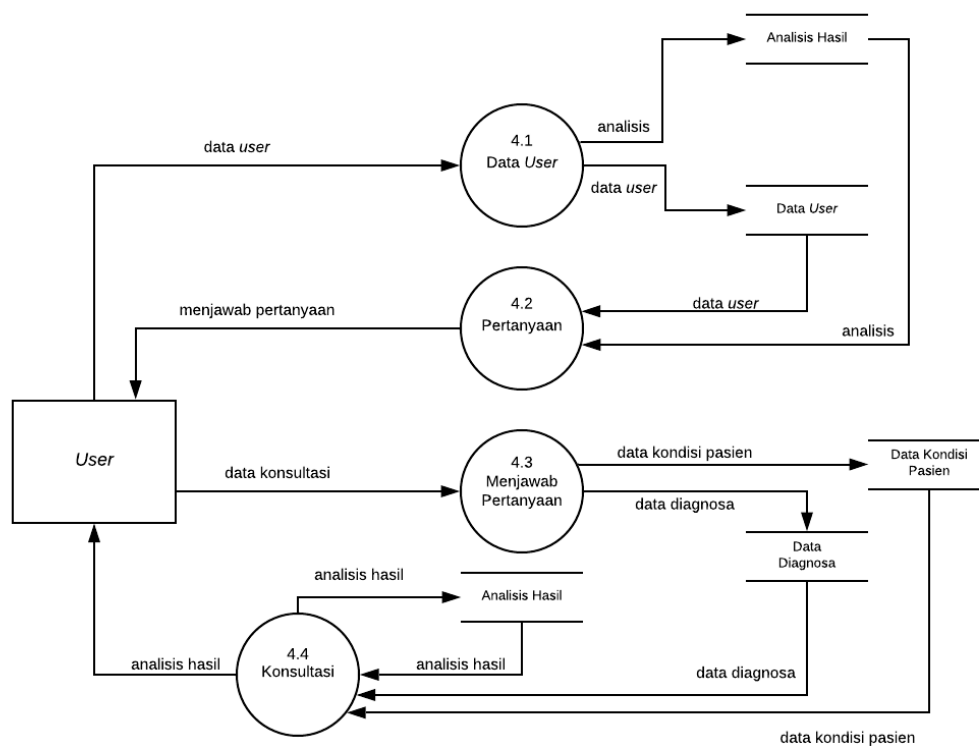 Analisis Hasil
4.1
Data User
analisis
data user
data user
Data User
4.2
Pertanyaan
menjawab pertanyaan
data user
analisis
User
data konsultasi
4.3
Menjawab
Pertanyaan
data kondisi pasien
Data Kondisi
Pasien
data diagnosa
Data
Diagnosa
analisis hasil
Analisis Hasil
4.4
Konsultasi
analisis hasil
analisis hasil
data diagnosa
data kondisi pasien